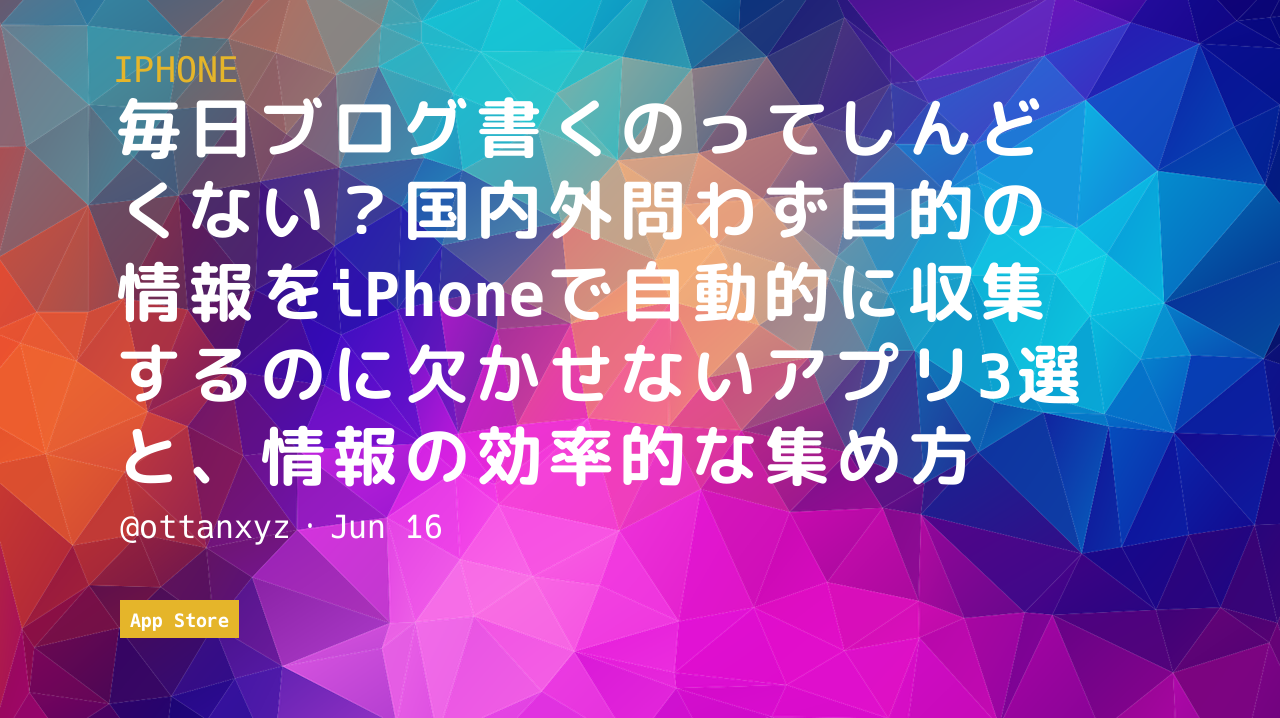 IPHONE
毎日ブログ書くのってしんど
くない？国内外問わず目的の
情報をiPhoneで自動的に収集
するのに欠かせないアプリ3選
と、情報の効率的な集め方
@ottanxyz · Jun 16
App Store